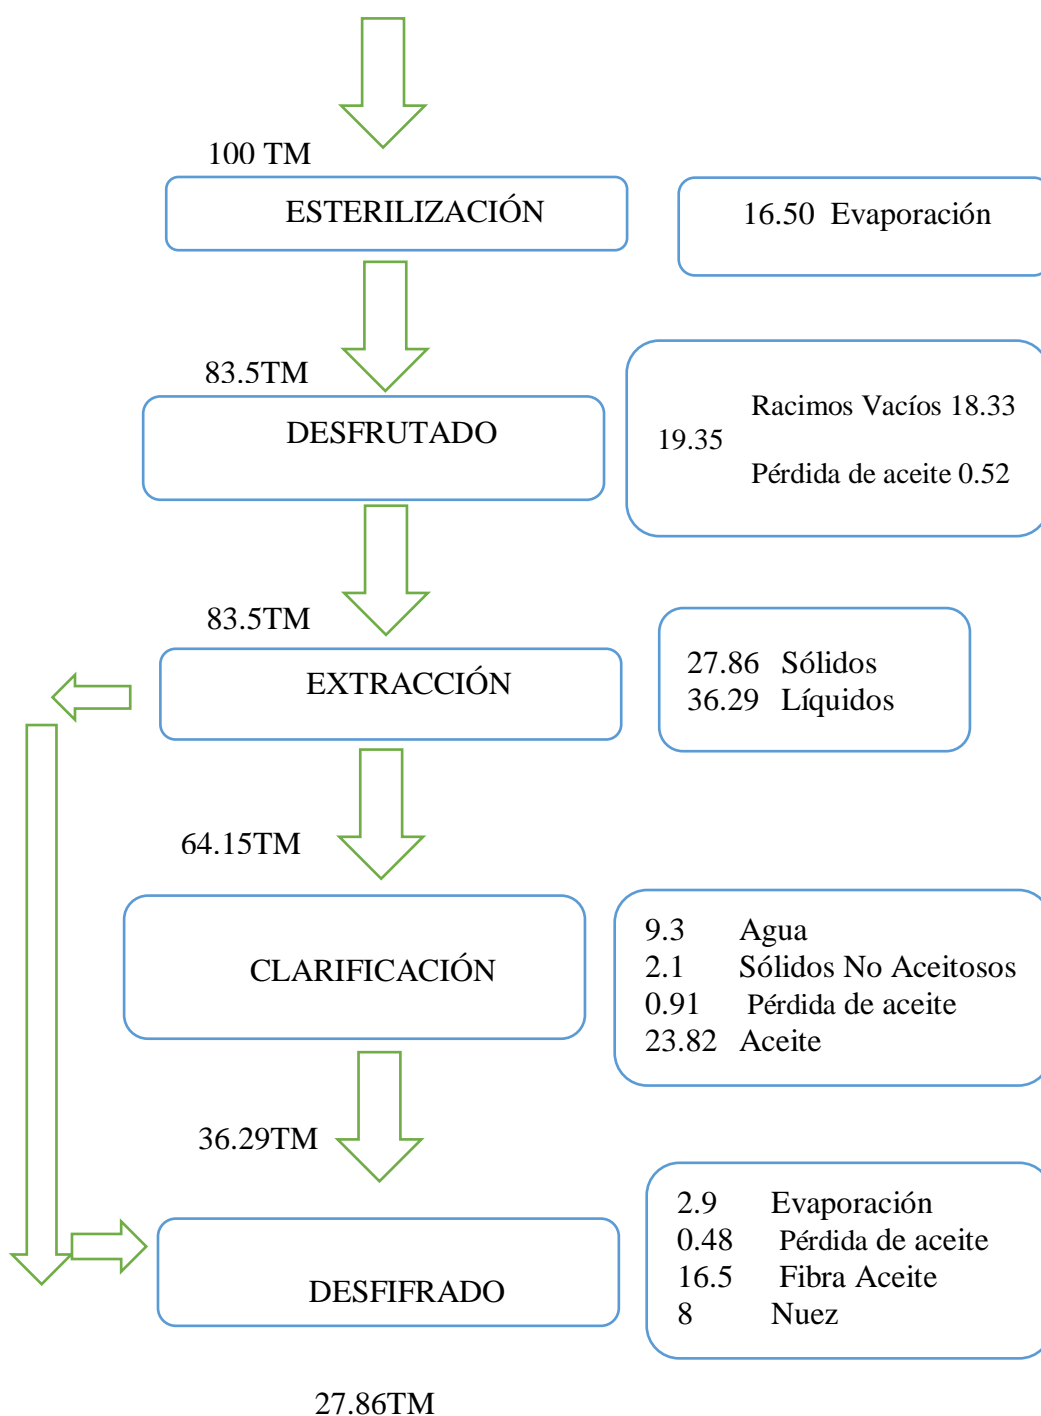 100 TM
ESTERILIZACIÓN
16.50 Evaporación
83.5TM
DESFRUTADO
Racimos Vacíos 18.33
19.35
Pérdida de aceite 0.52
83.5TM
EXTRACCIÓN
27.86 Sólidos
36.29 Líquidos
64.15TM
CLARIFICACIÓN
9.3 Agua
2.1 Sólidos No Aceitosos
0.91 Pérdida de aceite
23.82 Aceite
36.29TM
DESFIFRADO
2.9 Evaporación
0.48 Pérdida de aceite
16.5 Fibra Aceite
8 Nuez
27.86TM